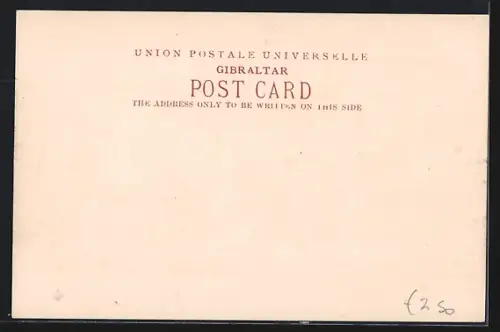 UNION POSTALE UNIVERSELLE
GIBRALTAR
POST CARD
THE ADDRESS ONLY TO BE WRITTEN ON THIS SIDE
£2 50